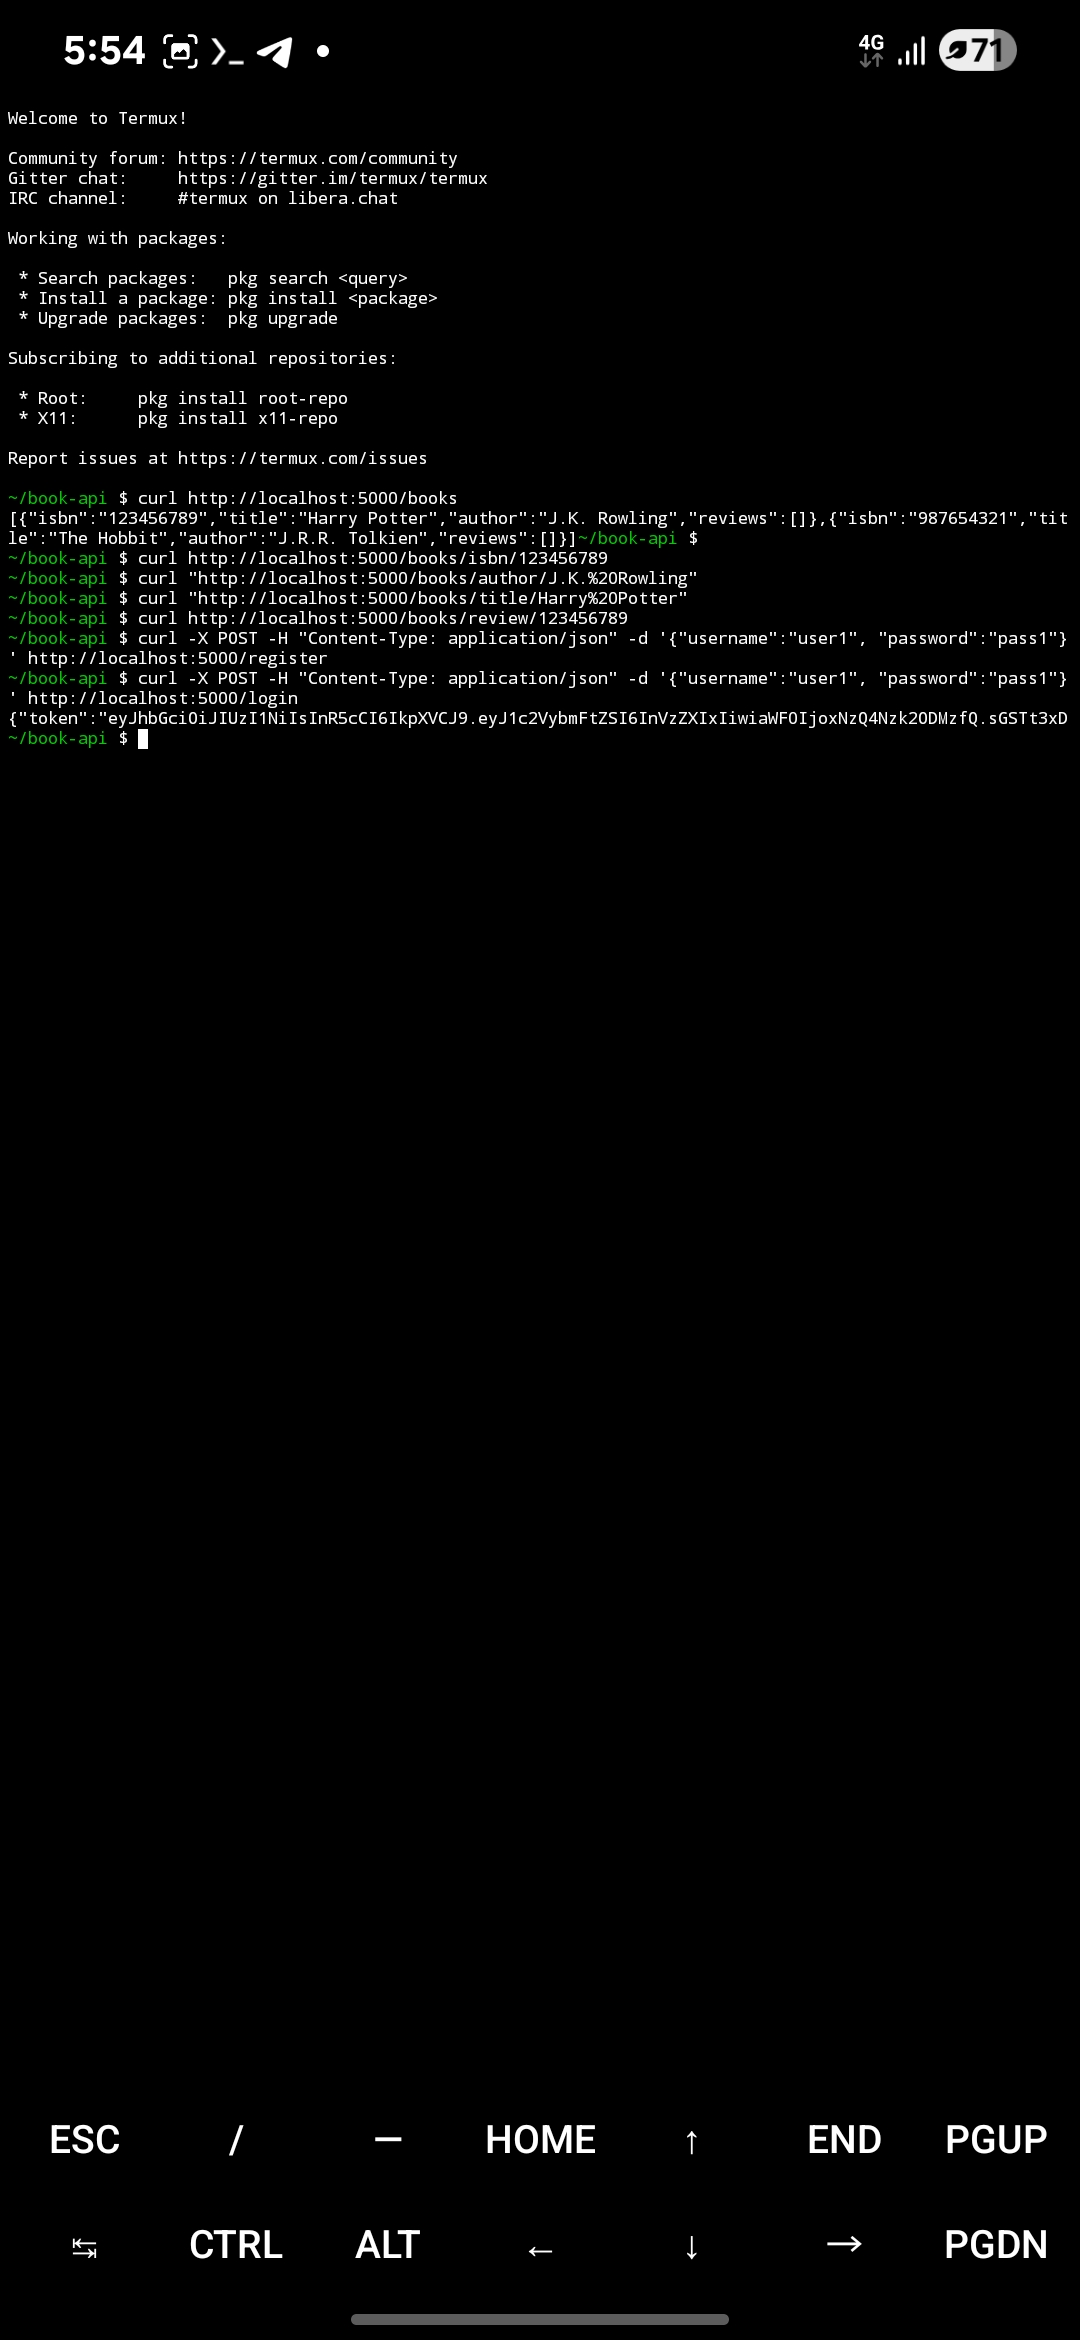 5:54
4G
71
Welcome to Termux!
Community forum: https://termux.com/community
Gitter chat:     https://gitter.im/termux/termux
IRC channel:     #termux on libera.chat
Working with packages:
 * Search packages:   pkg search <query>
 * Install a package: pkg install <package>
 * Upgrade packages:  pkg upgrade
Subscribing to additional repositories:
 * Root:     pkg install root-repo
 * X11:      pkg install x11-repo
Report issues at https://termux.com/issues
~/book-api $ curl http://localhost:5000/books
[{"isbn":"123456789","title":"Harry Potter","author":"J.K. Rowling","reviews":[]},{"isbn":"987654321","tit
le":"The Hobbit","author":"J.R.R. Tolkien","reviews":[]}]~/book-api $
~/book-api $ curl http://localhost:5000/books/isbn/123456789
~/book-api $ curl "http://localhost:5000/books/author/J.K.%20Rowling"
~/book-api $ curl "http://localhost:5000/books/title/Harry%20Potter"
~/book-api $ curl http://localhost:5000/books/review/123456789
~/book-api $ curl -X POST -H "Content-Type: application/json" -d '{"username":"user1", "password":"pass1"}
' http://localhost:5000/register
~/book-api $ curl -X POST -H "Content-Type: application/json" -d '{"username":"user1", "password":"pass1"}
' http://localhost:5000/login
{"token":"eyJhbGciOiJIUzI1NiIsInR5cCI6IkpXVCJ9.eyJ1c2VybmFtZSI6InVzZXIxIiwiaWF0IjoxNzQ4Nzk2ODMzfQ.sGSTt3xD
~/book-api $
ESC / — HOME ↑ END PGUP
⇆ CTRL ALT ← ↓ → PGDN